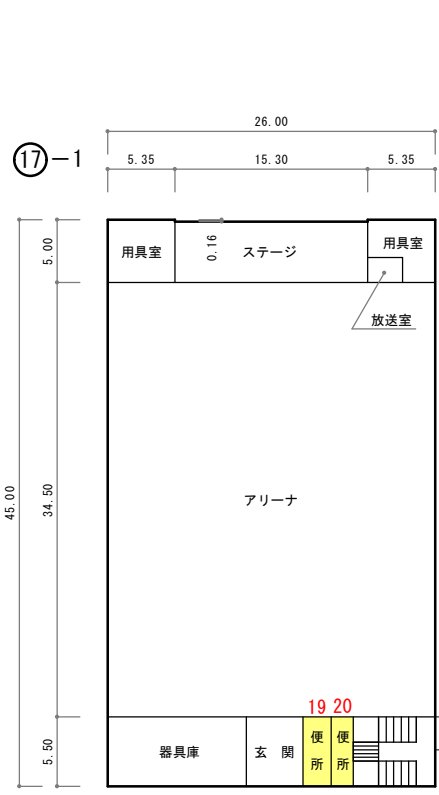 26.00
⑰-1
5.35
15.30
5.35
用具室
0.16
ステージ
用具室
5.00
放送室
45.00
34.50
アリーナ
19 20
5.50
器具庫
玄 関
便所
便所